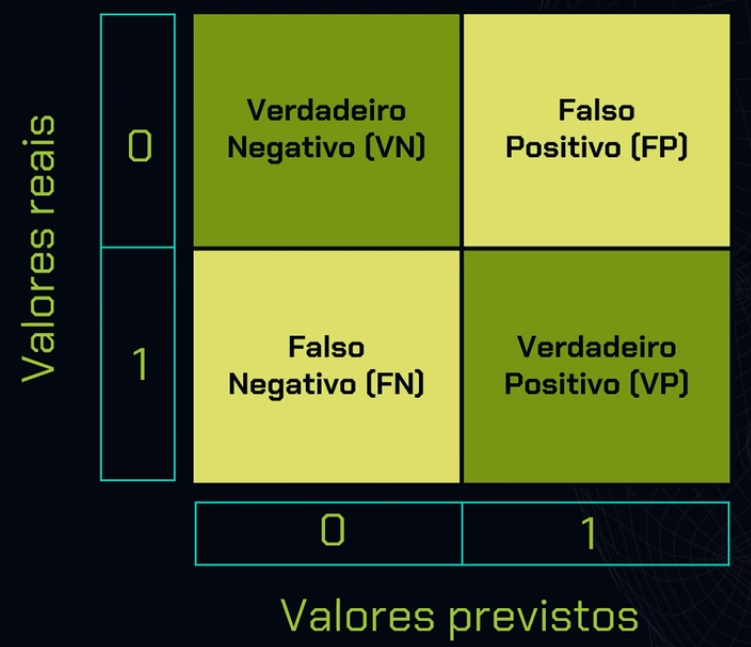 Valores reais
0
Verdadeiro
Negativo (VN)
Falso
Positivo (FP)
1
Falso
Negativo (FN)
Verdadeiro
Positivo (VP)
0
1
Valores previstos